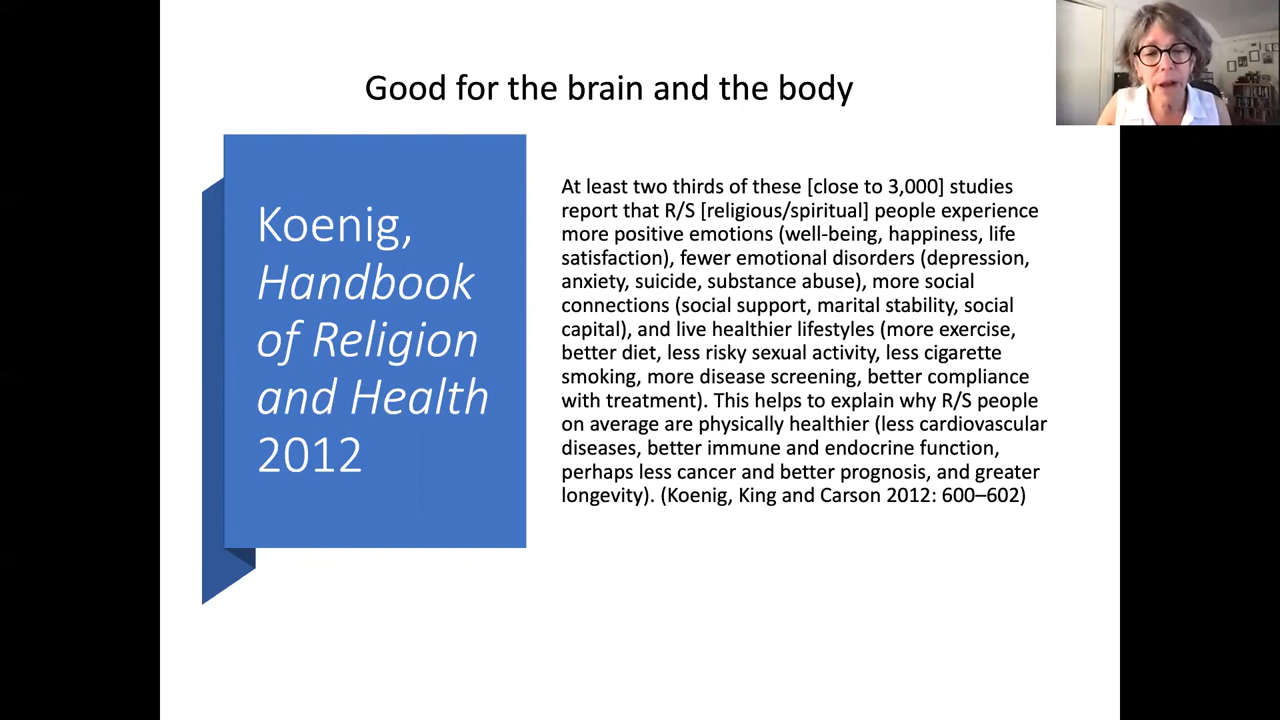 Good for the brain and the body
Koenig,
Handbook
of Religion
and Health
2012
At least two thirds of these [close to 3,000] studies
report that R/S [religious/spiritual] people experience
more positive emotions (well-being, happiness, life
satisfaction), fewer emotional disorders (depression,
anxiety, suicide, substance abuse), more social
connections (social support, marital stability, social
capital), and live healthier lifestyles (more exercise,
better diet, less risky sexual activity, less cigarette
smoking, more disease screening, better compliance
with treatment). This helps to explain why R/S people
on average are physically healthier (less cardiovascular
diseases, better immune and endocrine function,
perhaps less cancer and better prognosis, and greater
longevity). (Koenig, King and Carson 2012: 600–602)